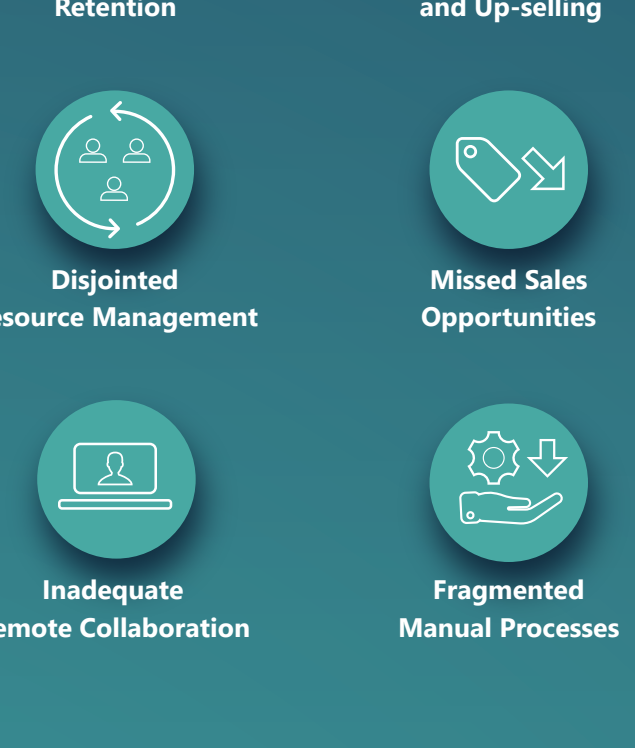 Retention
and Up-selling
Disjointed
esource Management
Missed Sales
Opportunities
Inadequate
emote Collaboration
Fragmented
Manual Processes